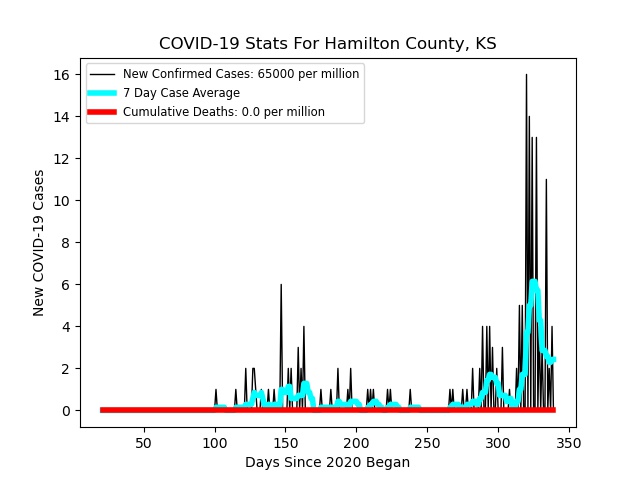 COVID-19 Stats For Hamilton County, KS
New Confirmed Cases: 65000 per million
7 Day Case Average
Cumulative Deaths: 0.0 per million
New COVID-19 Cases
16
14
12
10
8
6
4
2
0
50 100 150 200 250 300 350
Days Since 2020 Began